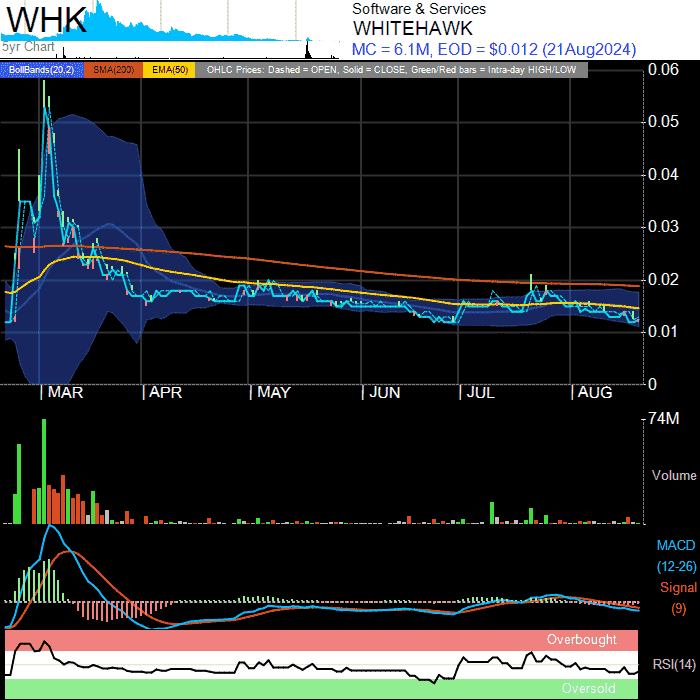 WHK
5yr Chart
Software & Services
WHITEHAWK
MC = 6.1M, EOD = $0.012 (21Aug2024)
BollBands(20,2) SMA(200) EMA(50) OHLC Prices: Dashed = OPEN, Solid = CLOSE, Green/Red bars = Intra-day HIGH/LOW
0.06
0.05
0.04
0.03
0.02
0.01
0
MAR APR MAY JUN JUL AUG
74M
Volume
MACD
(12-26)
Signal
(9)
Overbought
RSI(14)
Oversold